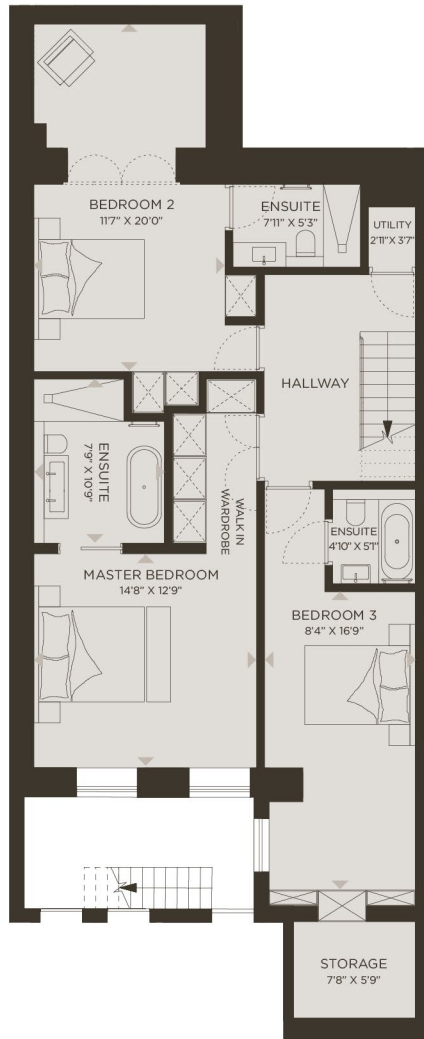 BEDROOM 2
11'7" X 20'0"
ENSUITE
7'11" X 5'3"
UTILITY
2'11" X 3'7"
HALLWAY
ENSUITE
7'9" X 10'9"
WALK IN
WARDROBE
ENSUITE
4'10" X 5'1"
MASTER BEDROOM
14'8" X 12'9"
BEDROOM 3
8'4" X 16'9"
STORAGE
7'8" X 5'9"